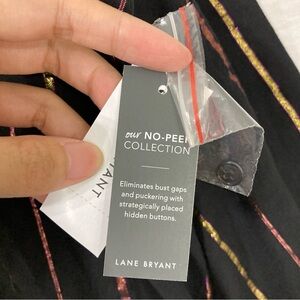 our NO-PEEK
COLLECTION
Eliminates bust gaps
and puckering with
strategically placed
hidden buttons.
LANE BRYANT